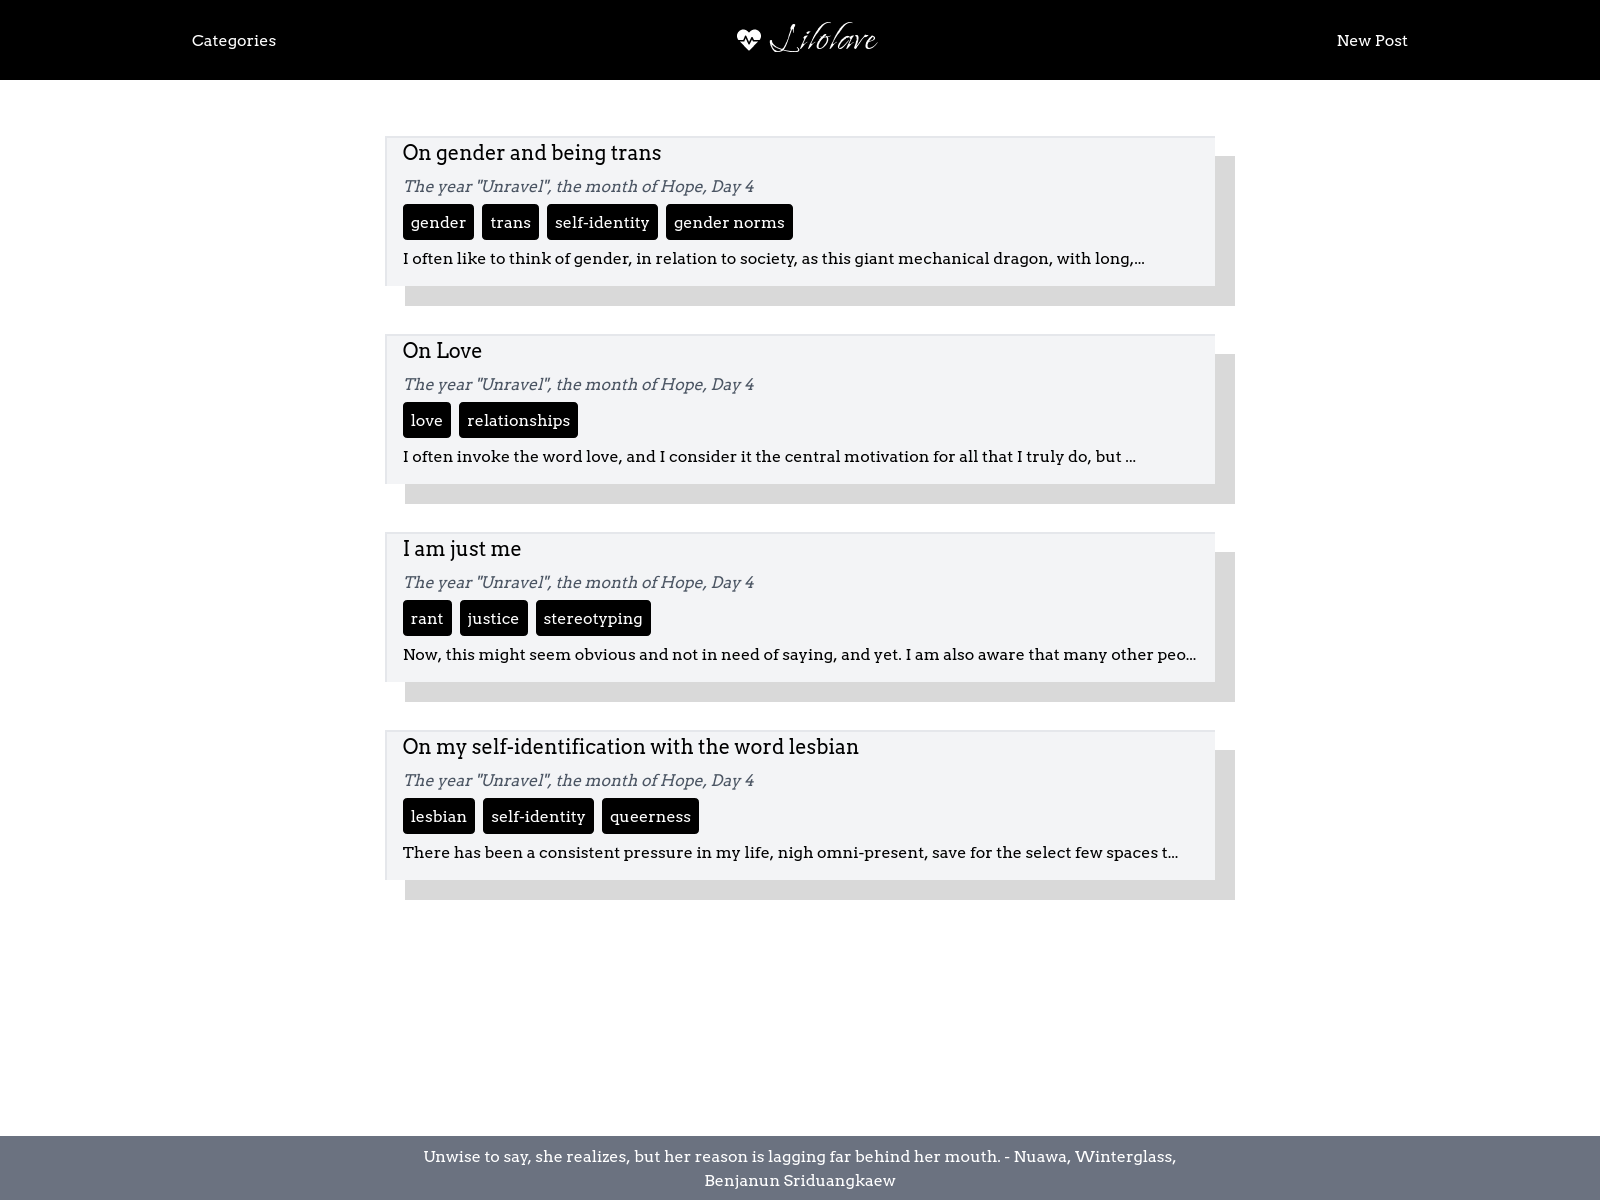 Categories
Lilolave
New Post
On gender and being trans
The year "Unravel", the month of Hope, Day 4
gender trans self-identity gender norms
I often like to think of gender, in relation to society, as this giant mechanical dragon, with long,...
On Love
The year "Unravel", the month of Hope, Day 4
love relationships
I often invoke the word love, and I consider it the central motivation for all that I truly do, but ...
I am just me
The year "Unravel", the month of Hope, Day 4
rant justice stereotyping
Now, this might seem obvious and not in need of saying, and yet. I am also aware that many other peo...
On my self-identification with the word lesbian
The year "Unravel", the month of Hope, Day 4
lesbian self-identity queerness
There has been a consistent pressure in my life, nigh omni-present, save for the select few spaces t...
Unwise to say, she realizes, but her reason is lagging far behind her mouth. - Nuawa, Winterglass,
Benjanun Sriduangkaew